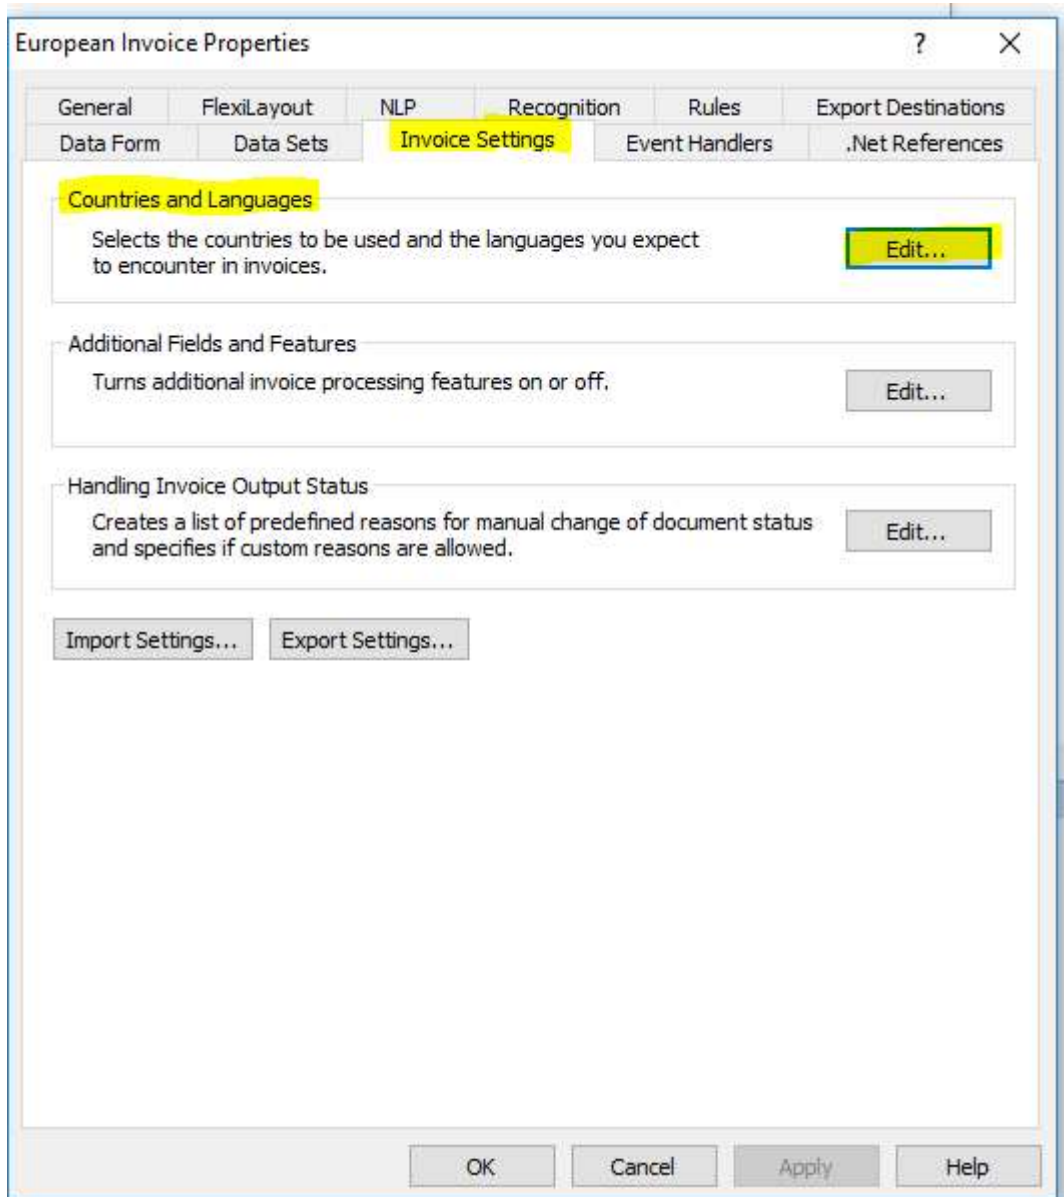 European Invoice Properties
?
General FlexiLayout NLP Recognition Rules Export Destinations
Data Form Data Sets Invoice Settings Event Handlers .Net References
Countries and Languages
Selects the countries to be used and the languages you expect
to encounter in invoices.
Edit...
Additional Fields and Features
Turns additional invoice processing features on or off.
Edit...
Handling Invoice Output Status
Creates a list of predefined reasons for manual change of document status
and specifies if custom reasons are allowed.
Edit...
Import Settings... Export Settings...
OK Cancel Apply Help